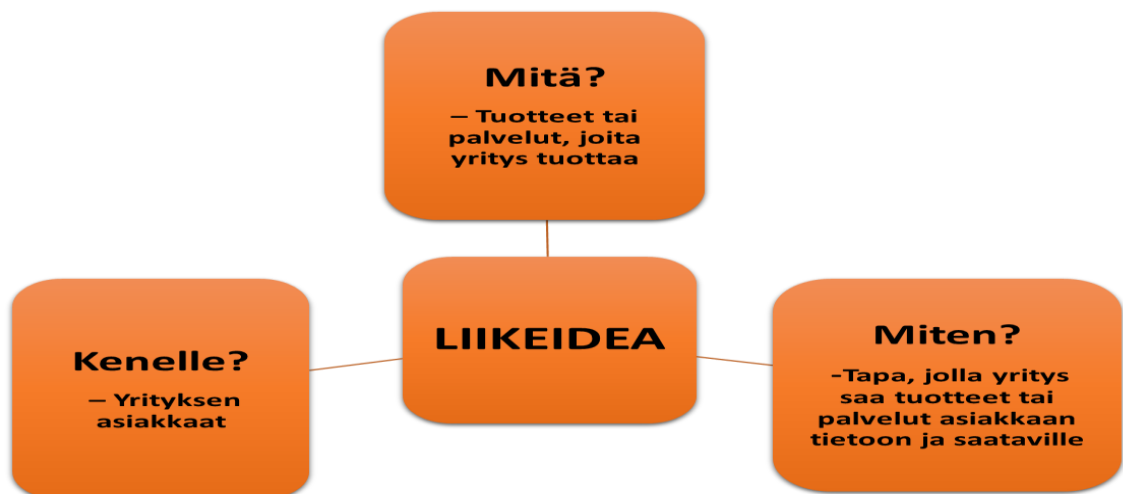 Mitä?
– Tuotteet tai
palvelut, joita
yritys tuottaa
LIIKEIDEA
Kenelle?
– Yrityksen
asiakkaat
Miten?
-Tapa, jolla yritys
saa tuotteet tai
palvelut asiakkaan
tietoon ja saataville